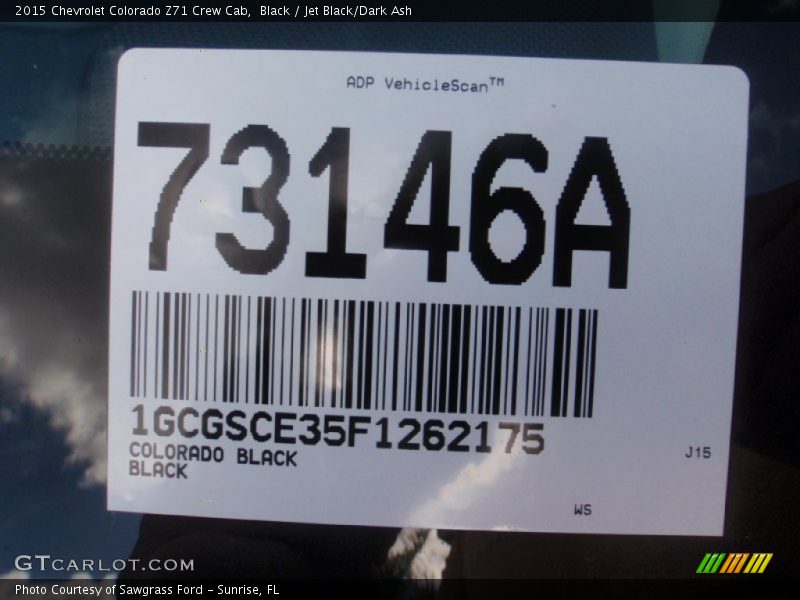 2015 Chevrolet Colorado Z71 Crew Cab, Black / Jet Black/Dark Ash
ADP VehicleScan™
73146A
1GCGSCE35F1262175
COLORADO BLACK
BLACK
J15
WS
GTCARLOT.COM
Photo Courtesy of Sawgrass Ford - Sunrise, FL